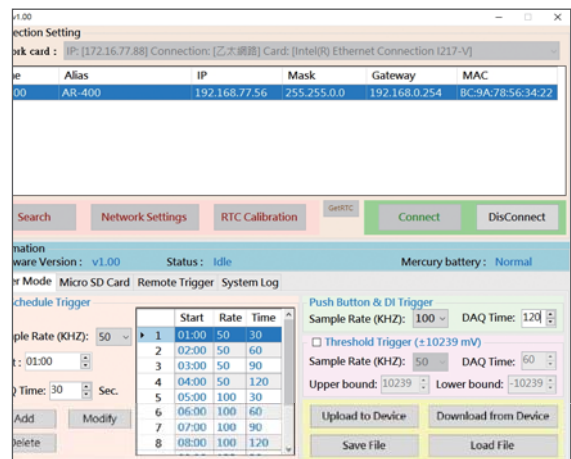 v1.00
ection Setting
ork card : IP: [172.16.77.88] Connection: [乙太網路] Card: [Intel(R) Ethernet Connection I217-V]
e Alias IP Mask Gateway MAC
00 AR-400 192.168.77.56 255.255.0.0 192.168.0.254 BC:9A:78:56:34:22
Search Network Settings RTC Calibration GetRTC Connect DisConnect
mation
ware Version : v1.00 Status : Idle Mercury battery : Normal
er Mode Micro SD Card Remote Trigger System Log
chedule Trigger
ple Rate (KHZ): 50
t : 01:00
Time: 30 Sec.
Add Modify
Delete
Start Rate Time
1 01:00 50 30
2 02:00 50 60
3 03:00 50 90
4 04:00 50 120
5 05:00 100 30
6 06:00 100 60
7 07:00 100 90
8 08:00 100 120
Push Button & DI Trigger
Sample Rate (KHZ): 100 DAQ Time: 120
Threshold Trigger (±10239 mV)
Sample Rate (KHZ): 50 DAQ Time: 60
Upper bound: 10239 Lower bound: -10239
Upload to Device Download from Device
Save File Load File